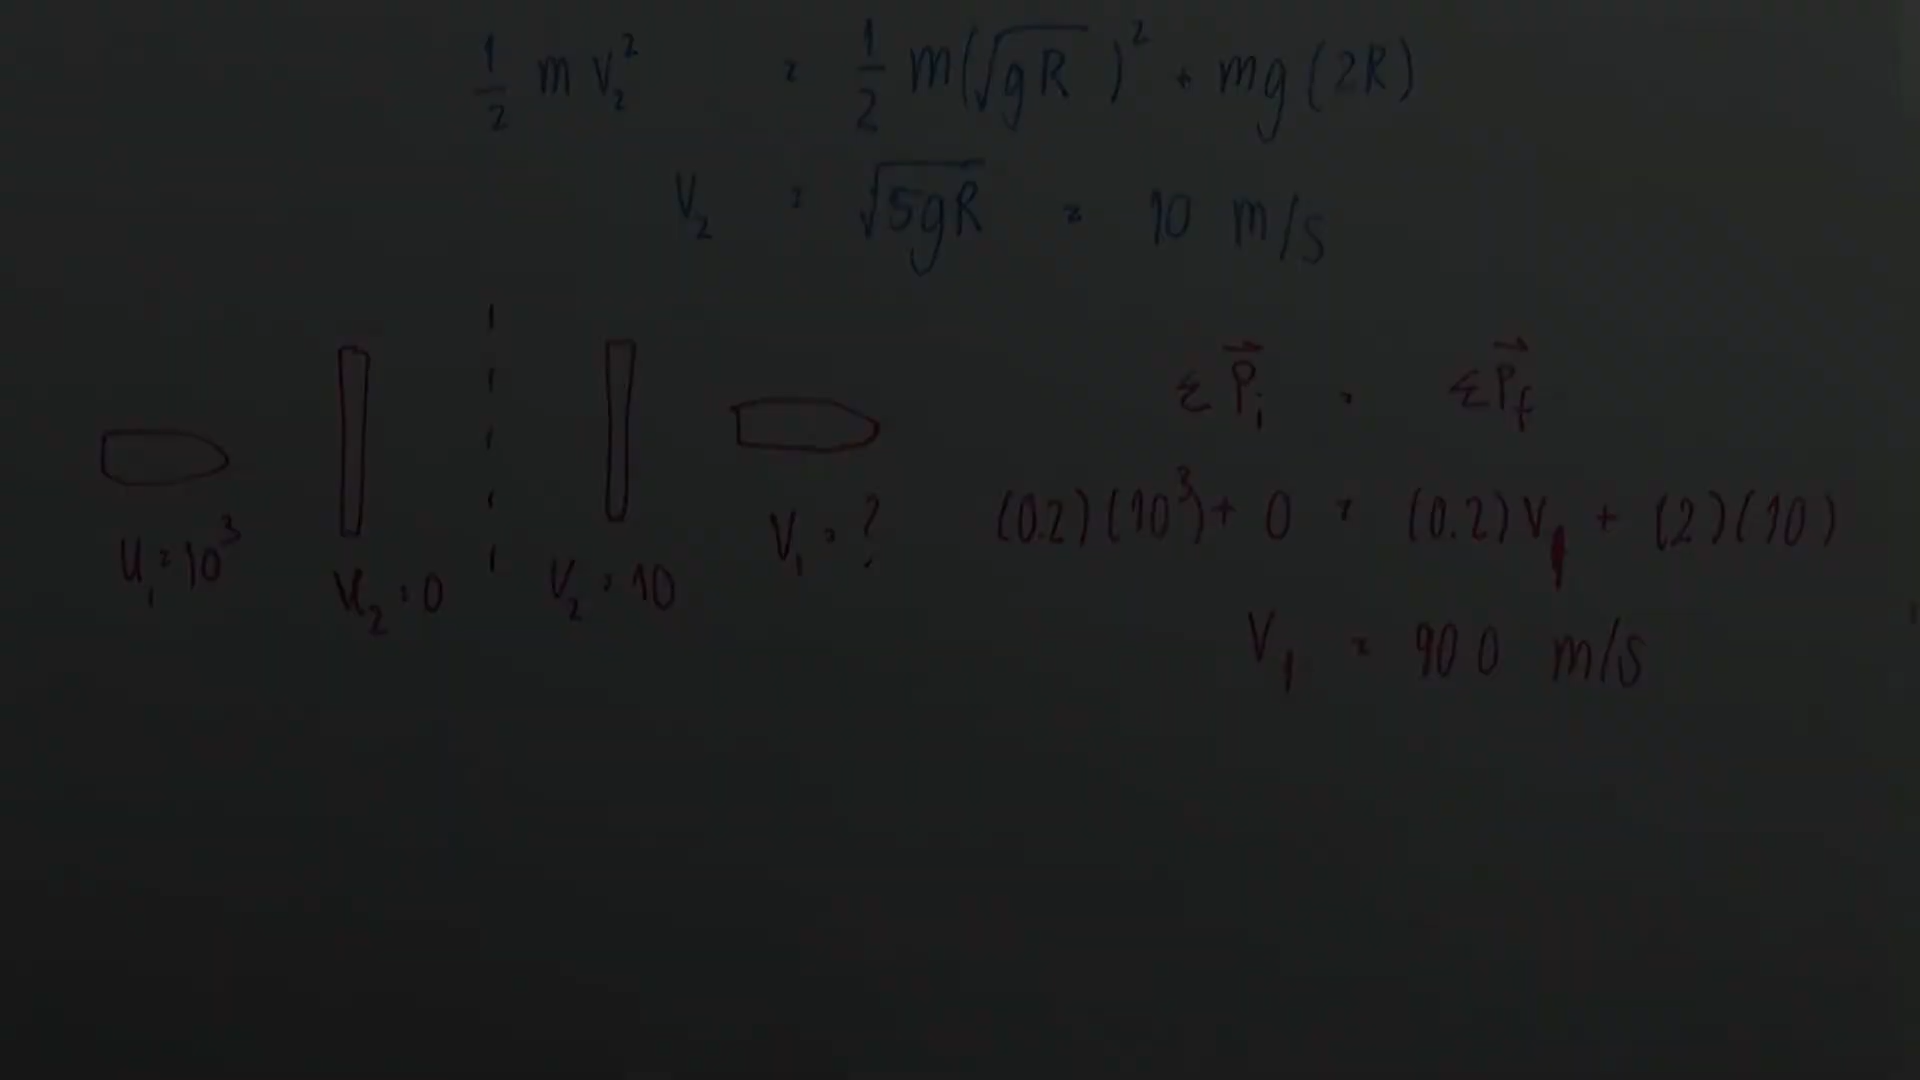 1/2 m V₂² = 1/2 m(√gR)² + mg(2R)
V₂ = √5gR = 10 m/s
ΣP⃗ᵢ = ΣP⃗f
(0.2)(10³) + 0 = (0.2)V₁ + (2)(10)
u₁ = 10³ u₂ = 0 V₂ = 10 V₁ = ?
V₁ = 900 m/s